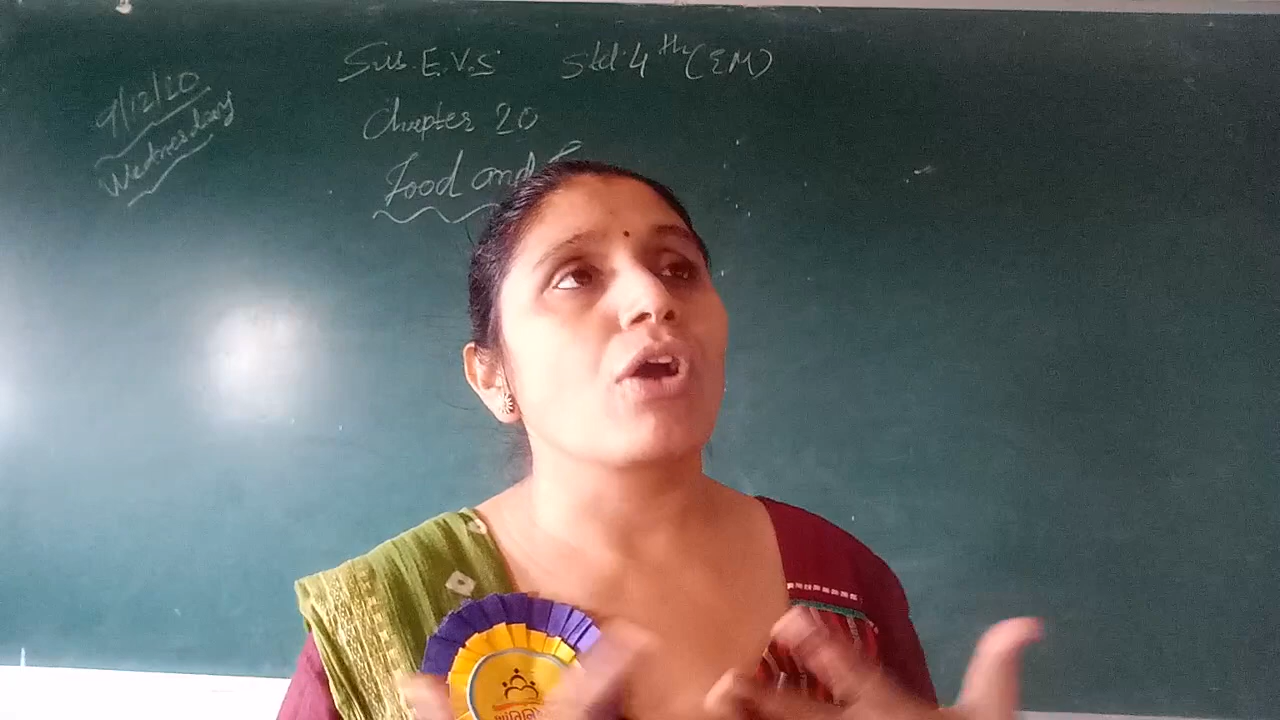 9/12/20
Wednesday
Sub. E.V.S Std. 4th (EM)
Chapter 20
Food and F